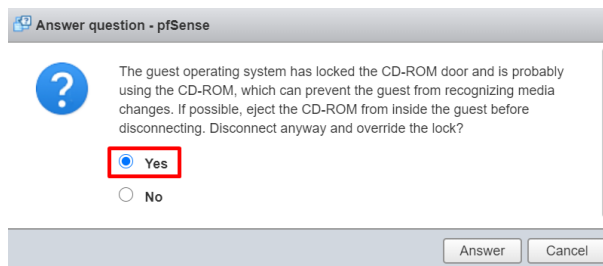 Answer question - pfSense
The guest operating system has locked the CD-ROM door and is probably
using the CD-ROM, which can prevent the guest from recognizing media
changes. If possible, eject the CD-ROM from inside the guest before
disconnecting. Disconnect anyway and override the lock?
Yes
No
Answer Cancel